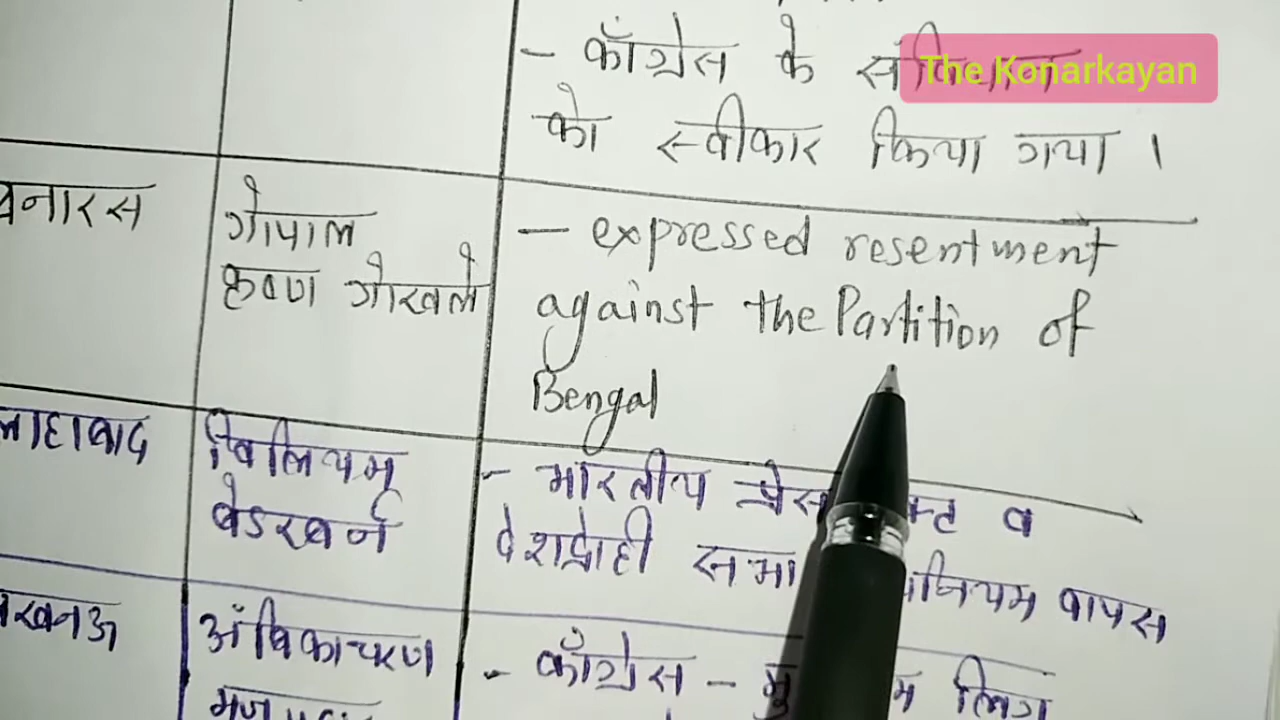 - काँग्रेस के
The Konarkayan
को स्वीकार किया गया ।
बनारस
गोपाल
कृष्ण गोखले
- expressed resentment
against the Partition of
Bengal
विलियम
वेडरबर्न
- भारतीय प्रेस व
देशद्रोही सभा वापस
अंबिकाचरण
- काँग्रेस - लिग